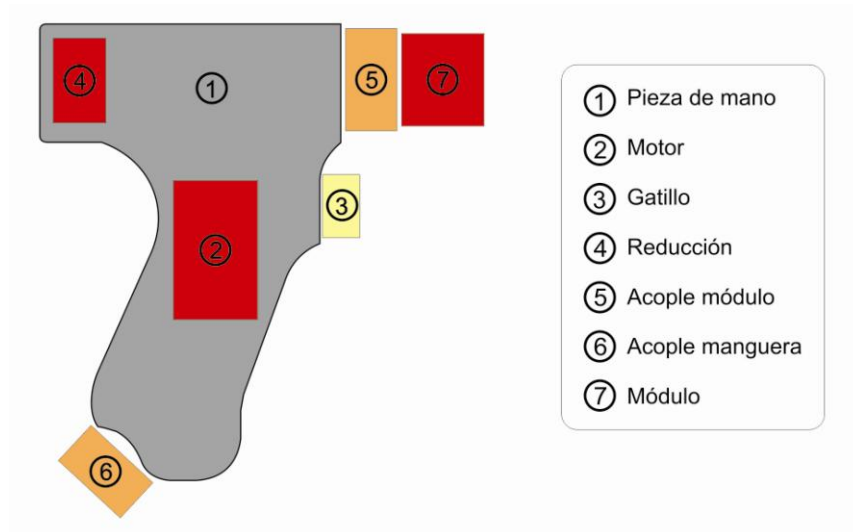 4
1
5
7
3
2
6
1 Pieza de mano
2 Motor
3 Gatillo
4 Reducción
5 Acople módulo
6 Acople manguera
7 Módulo